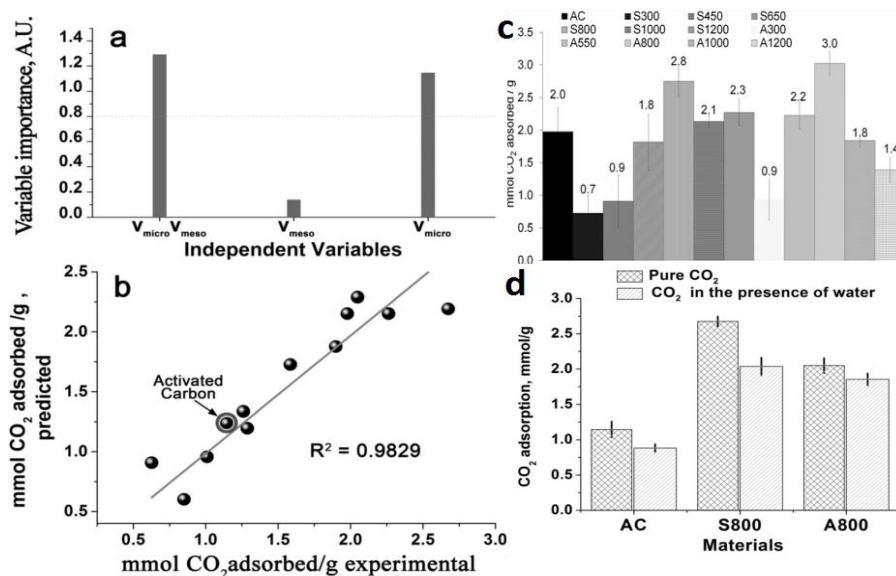 a
Variable importance, A.U.
1.4
1.2
1.0
0.8
0.6
0.4
0.2
0.0
Vmicro Vmeso
Vmeso
Vmicro
Independent Variables
b
mmol CO2 adsorbed /g ,
predicted
2.5
2.0
1.5
1.0
0.5
Activated
Carbon
R2 = 0.9829
0.5
1.0
1.5
2.0
2.5
3.0
mmol CO2adsorbed/g experimental
c
AC
S300
S450
S650
S800
S1000
S1200
A300
A550
A800
A1000
A1200
mmol CO2 absorbed / g
3.5
3.0
2.5
2.0
1.5
1.0
0.5
0.0
2.0
0.7
0.9
1.8
2.8
2.1
2.3
0.9
2.2
3.0
1.8
1.4
d
Pure CO2
CO2 in the presence of water
CO2 adsorption, mmol/g
3.0
2.5
2.0
1.5
1.0
0.5
0.0
AC
S800
A800
Materials